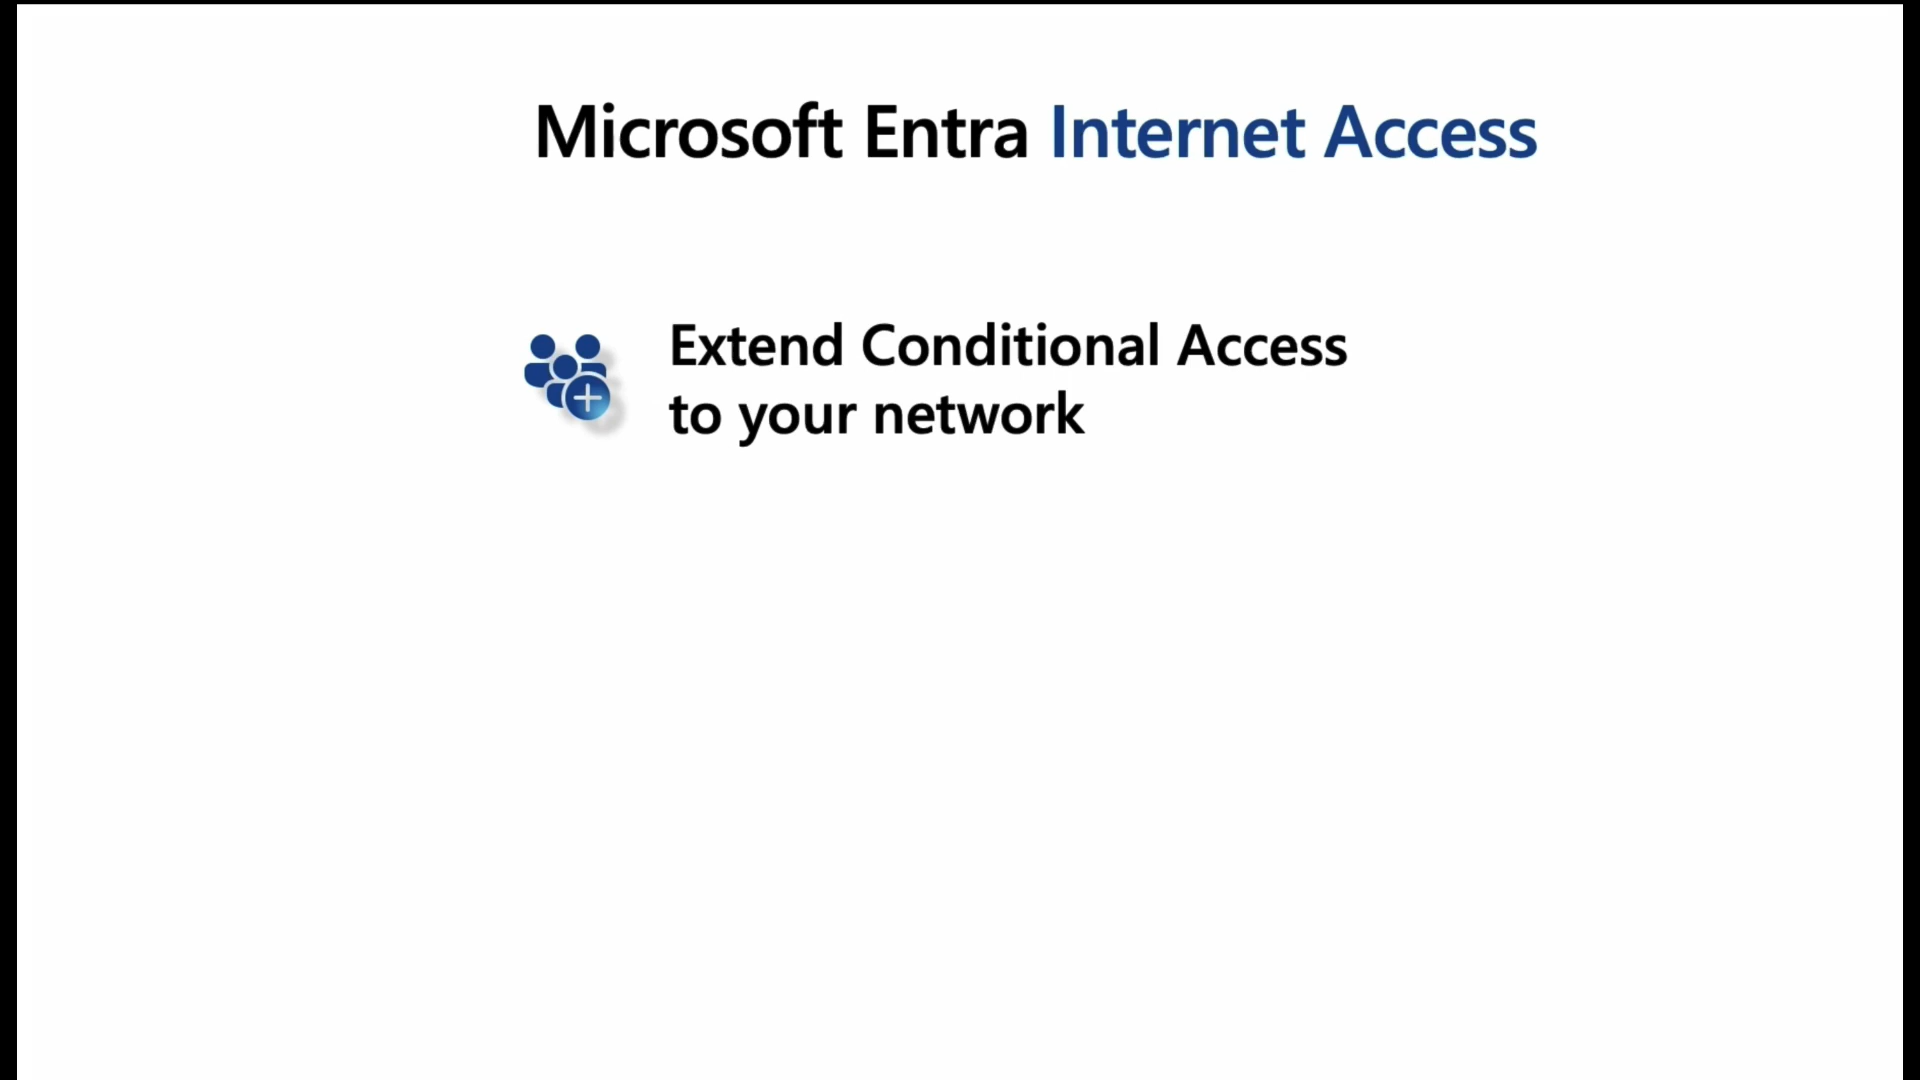 Microsoft Entra Internet Access
Extend Conditional Access
to your network